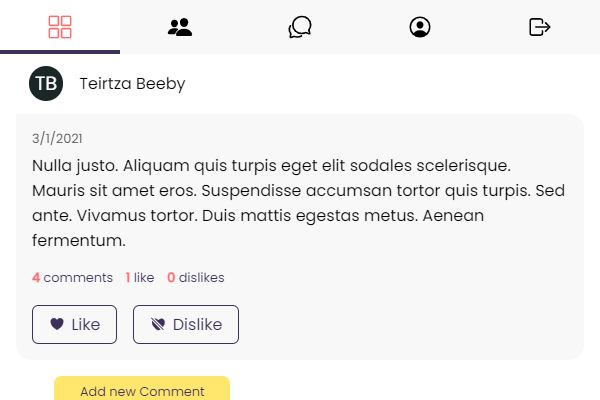 TB
Teirtza Beeby
3/1/2021
Nulla justo. Aliquam quis turpis eget elit sodales scelerisque.
Mauris sit amet eros. Suspendisse accumsan tortor quis turpis. Sed
ante. Vivamus tortor. Duis mattis egestas metus. Aenean
fermentum.
4 comments 1 like 0 dislikes
Like Dislike
Add new Comment